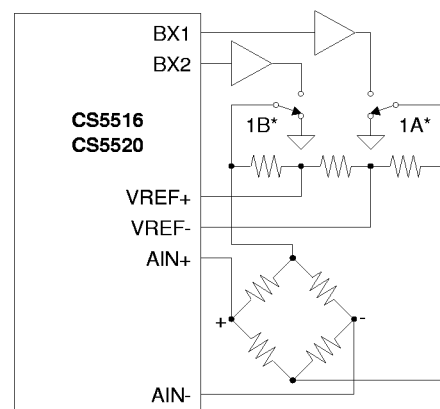 BX1
BX2
CS5516
CS5520
1B*
1A*
VREF+
VREF-
AIN+
+
-
AIN-